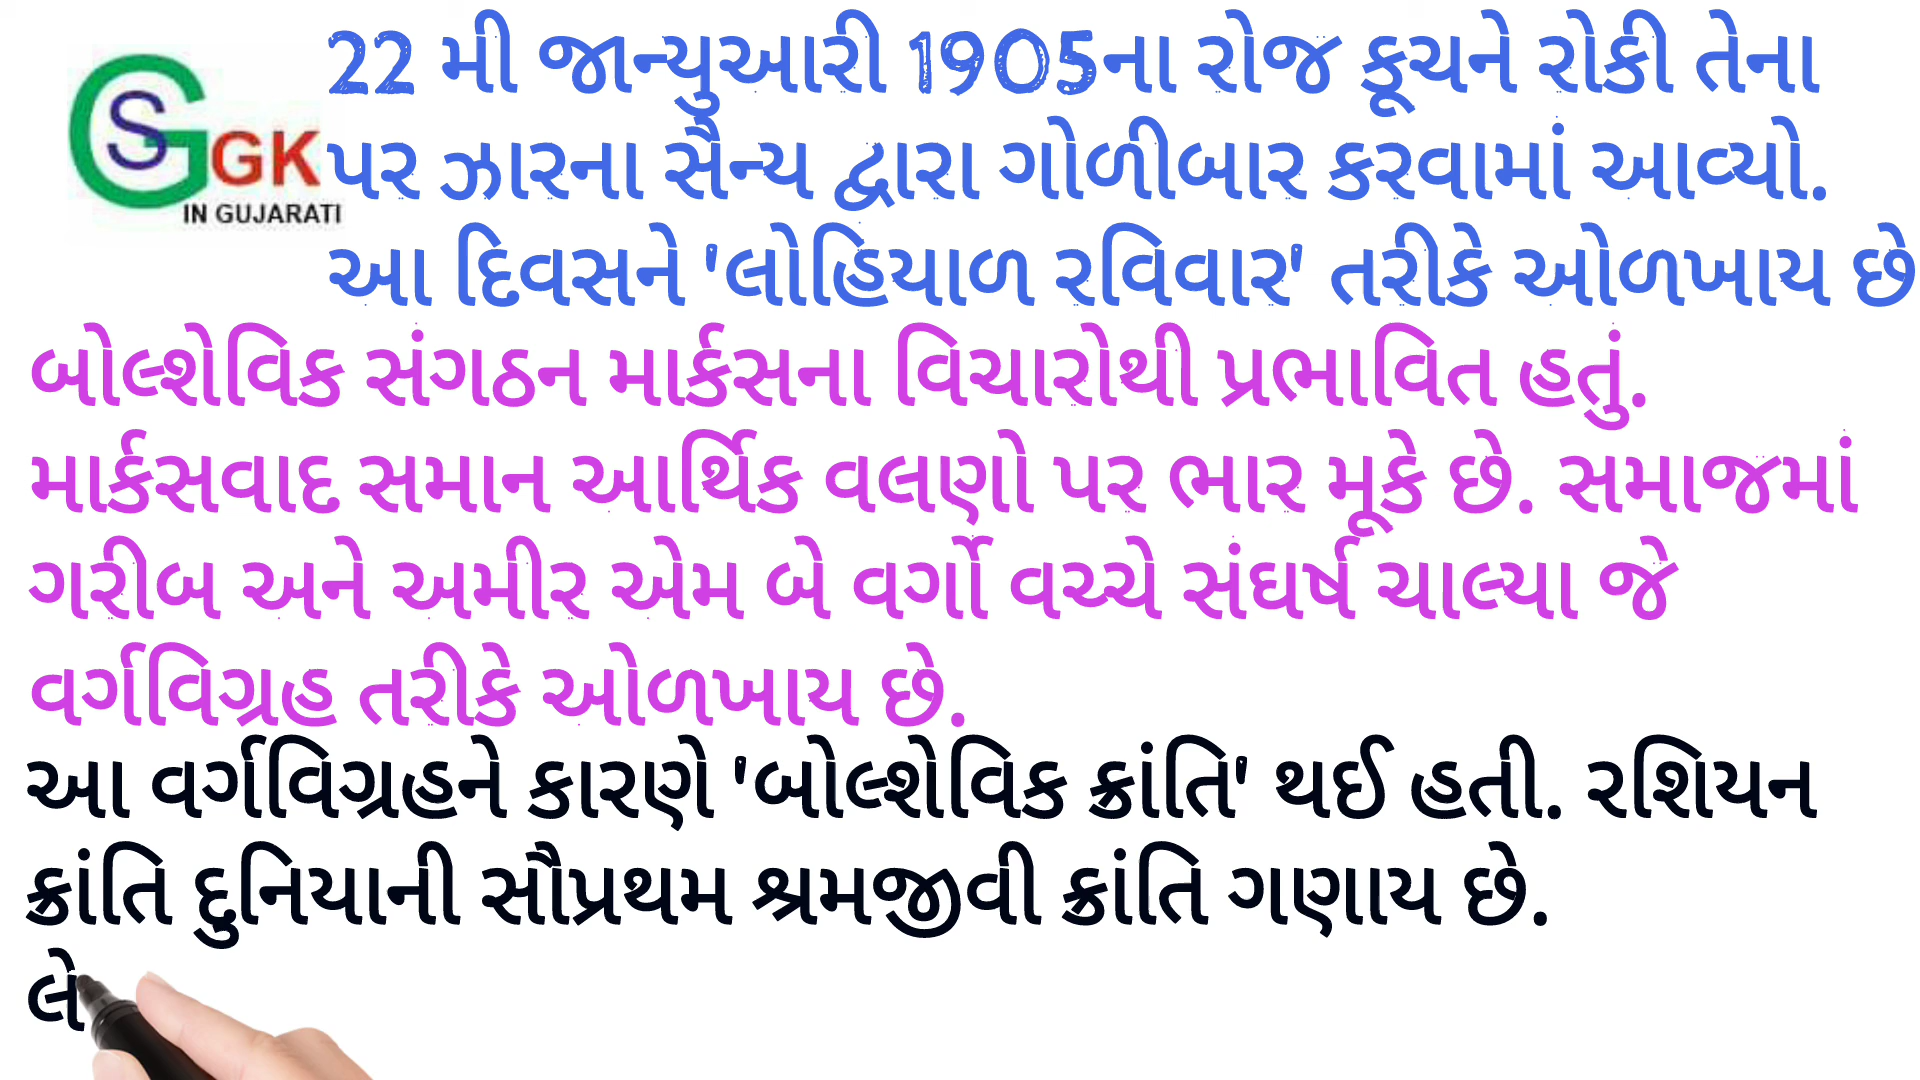 22 મી જાન્યુઆરી 1905ના રોજ કૂચને રોકી તેના
GS GK
પર ઝારના સૈન્ય દ્વારા ગોળીબાર કરવામાં આવ્યો.
IN GUJARATI
આ દિવસને 'લોહિયાળ રવિવાર' તરીકે ઓળખાય છે
બોલ્શેવિક સંગઠન માર્કસના વિચારોથી પ્રભાવિત હતું.
માર્કસવાદ સમાન આર્થિક વલણો પર ભાર મૂકે છે. સમાજમાં
ગરીબ અને અમીર એમ બે વર્ગો વચ્ચે સંઘર્ષ ચાલ્યા જે
વર્ગવિગ્રહ તરીકે ઓળખાય છે.
આ વર્ગવિગ્રહને કારણે 'બોલ્શેવિક ક્રાંતિ' થઈ હતી. રશિયન
ક્રાંતિ દુનિયાની સૌપ્રથમ શ્રમજીવી ક્રાંતિ ગણાય છે.
લે